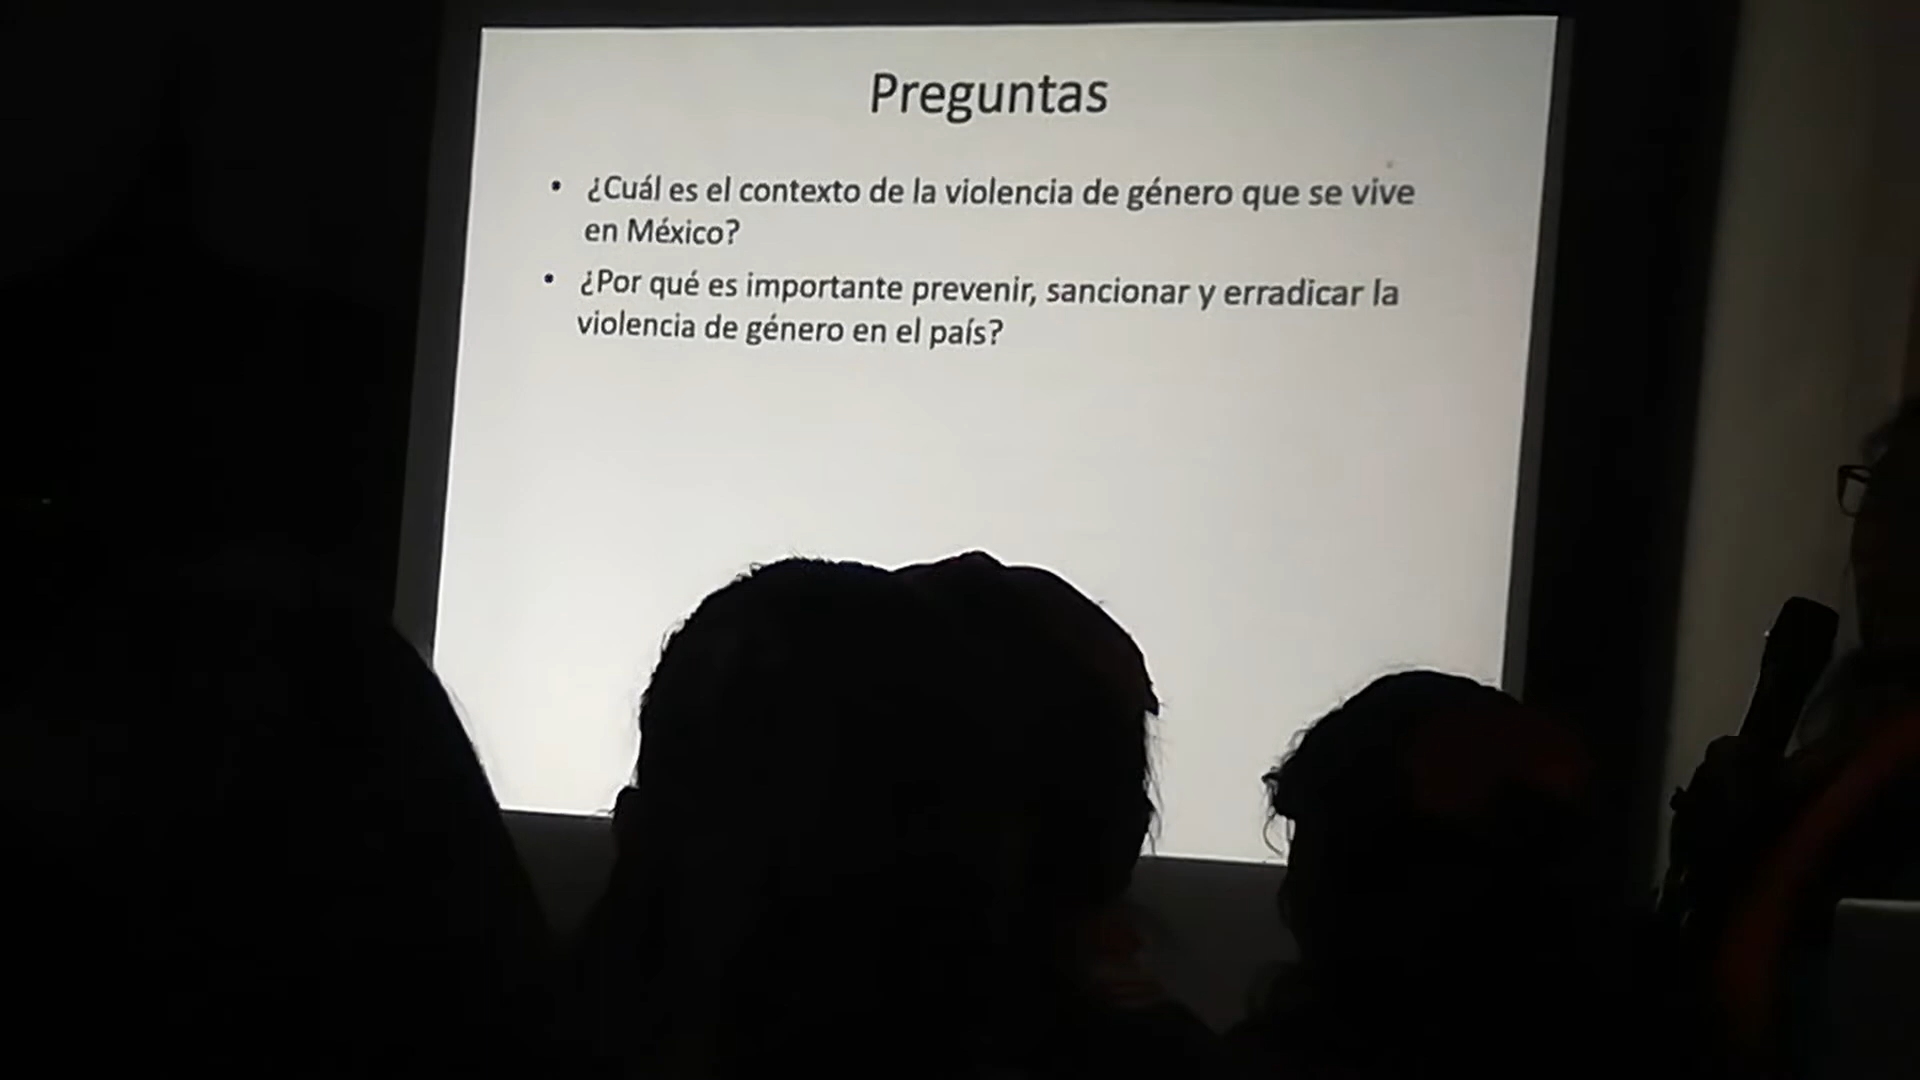 Preguntas
• ¿Cuál es el contexto de la violencia de género que se vive
en México?
• ¿Por qué es importante prevenir, sancionar y erradicar la
violencia de género en el país?